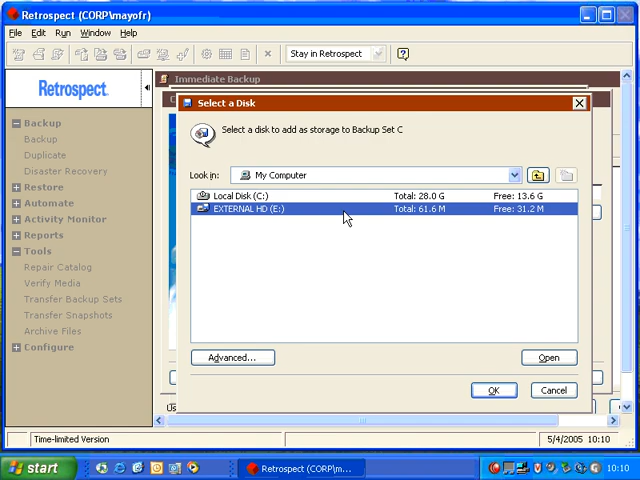 Retrospect (CORP\mayofr)
File Edit Run Window Help
Stay in Retrospect
Retrospect.
Immediate Backup
Select a Disk
Select a disk to add as storage to Backup Set C
Look in: My Computer
Local Disk (C:) Total: 28.0 G Free: 13.6 G
EXTERNAL HD (E:) Total: 61.6 M Free: 31.2 M
Advanced... Open
OK Cancel
Backup
Backup
Duplicate
Disaster Recovery
Restore
Automate
Activity Monitor
Reports
Tools
Repair Catalog
Verify Media
Transfer Backup Sets
Transfer Snapshots
Archive Files
Configure
Time-limited Version 5/4/2005 10:10
start Retrospect (CORP\m... 10:10